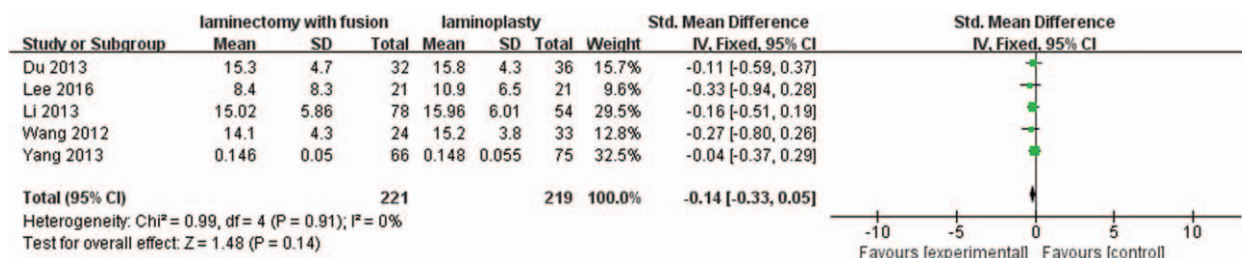 laminectomy with fusion laminoplasty Std. Mean Difference Std. Mean Difference
Study or Subgroup Mean SD Total Mean SD Total Weight IV, Fixed, 95% CI IV, Fixed, 95% CI
Du 2013 15.3 4.7 32 15.8 4.3 36 15.7% -0.11 [-0.59, 0.37]
Lee 2016 8.4 8.3 21 10.9 6.5 21 9.6% -0.33 [-0.94, 0.28]
Li 2013 15.02 5.86 78 15.96 6.01 54 29.5% -0.16 [-0.51, 0.19]
Wang 2012 14.1 4.3 24 15.2 3.8 33 12.8% -0.27 [-0.80, 0.26]
Yang 2013 0.146 0.05 66 0.148 0.055 75 32.5% -0.04 [-0.37, 0.29]
Total (95% CI) 221 219 100.0% -0.14 [-0.33, 0.05]
Heterogeneity: Chi² = 0.99, df = 4 (P = 0.91); I² = 0%
Test for overall effect: Z = 1.48 (P = 0.14)
-10 -5 0 5 10
Favours [experimental] Favours [control]